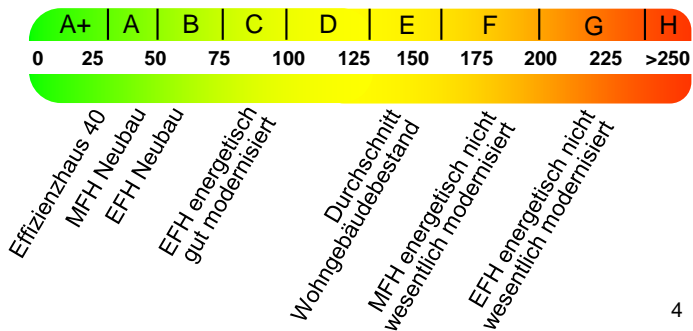 A+ A B C D E F G H
0 25 50 75 100 125 150 175 200 225 >250
Effizienzhaus 40
MFH Neubau
EFH Neubau
EFH energetisch
gut modernisiert
Durchschnitt
Wohngebäudebestand
MFH energetisch nicht
wesentlich modernisiert
EFH energetisch nicht
wesentlich modernisiert
4